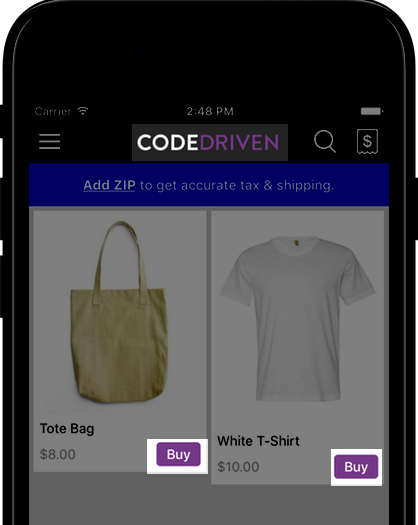 Carrier 2:48 PM
CODEDRIVEN $
Add ZIP to get accurate tax & shipping.
Tote Bag
$8.00
Buy
White T-Shirt
$10.00
Buy